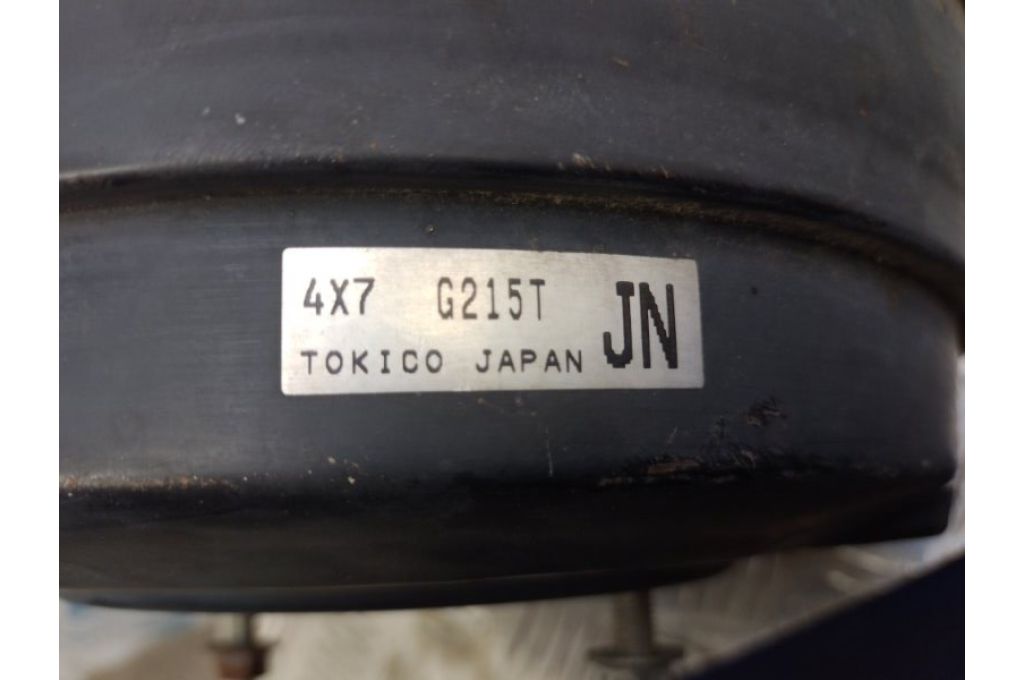 4X7 G215T JN
TOKICO JAPAN